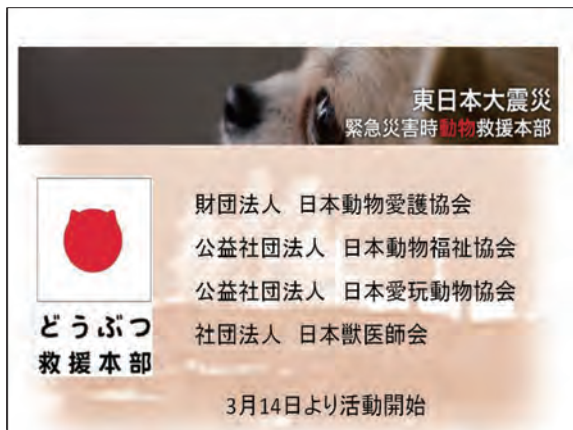 東日本大震災
緊急災害時動物救援本部
財団法人 日本動物愛護協会
公益社団法人 日本動物福祉協会
公益社団法人 日本愛玩動物協会
社団法人 日本獣医師会
どうぶつ
救援本部
3月14日より活動開始